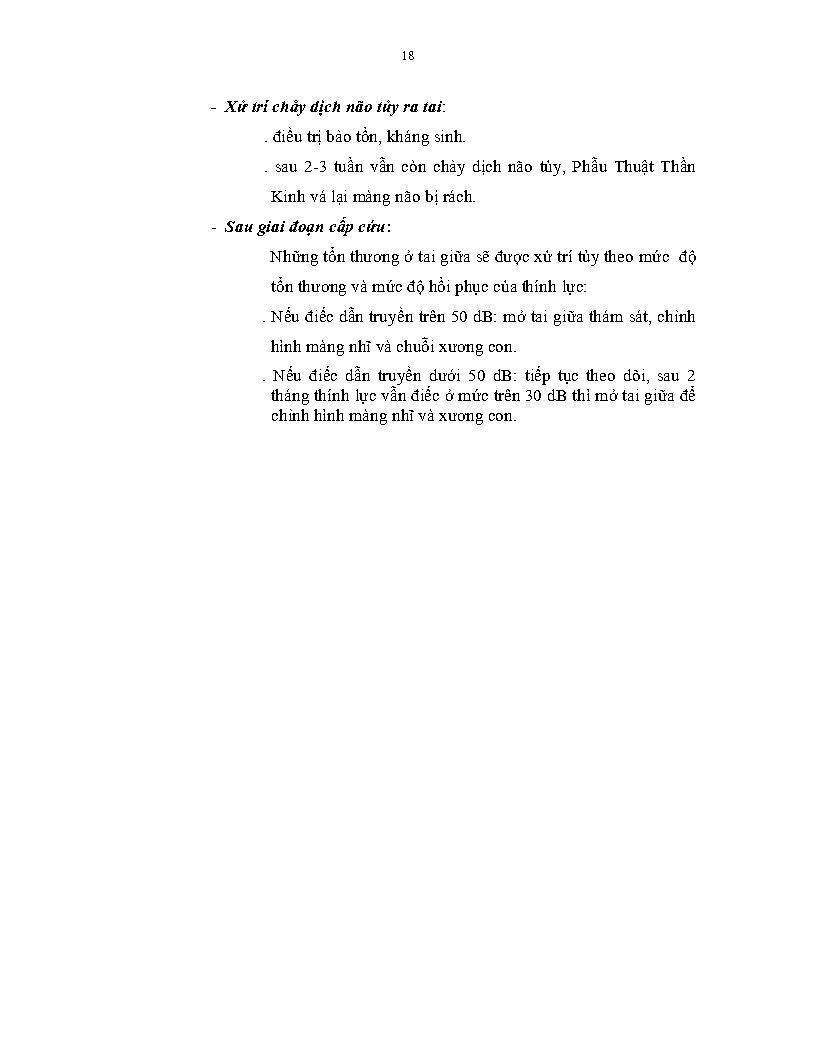 18
- Xử trí chảy dịch não tủy ra tai:
. điều trị bảo tồn, kháng sinh.
. sau 2-3 tuần vẫn còn chảy dịch não tủy, Phẫu Thuật Thần
Kinh vá lại màng não bị rách.
- Sau giai đoạn cấp cứu:
Những tổn thương ở tai giữa sẽ được xử trí tùy theo mức độ
tổn thương và mức độ hồi phục của thính lực:
. Nếu điếc dẫn truyền trên 50 dB: mở tai giữa thám sát, chỉnh
hình màng nhĩ và chuỗi xương con.
. Nếu điếc dẫn truyền dưới 50 dB: tiếp tục theo dõi, sau 2
tháng thính lực vẫn điếc ở mức trên 30 dB thì mở tai giữa để
chỉnh hình màng nhĩ và xương con.